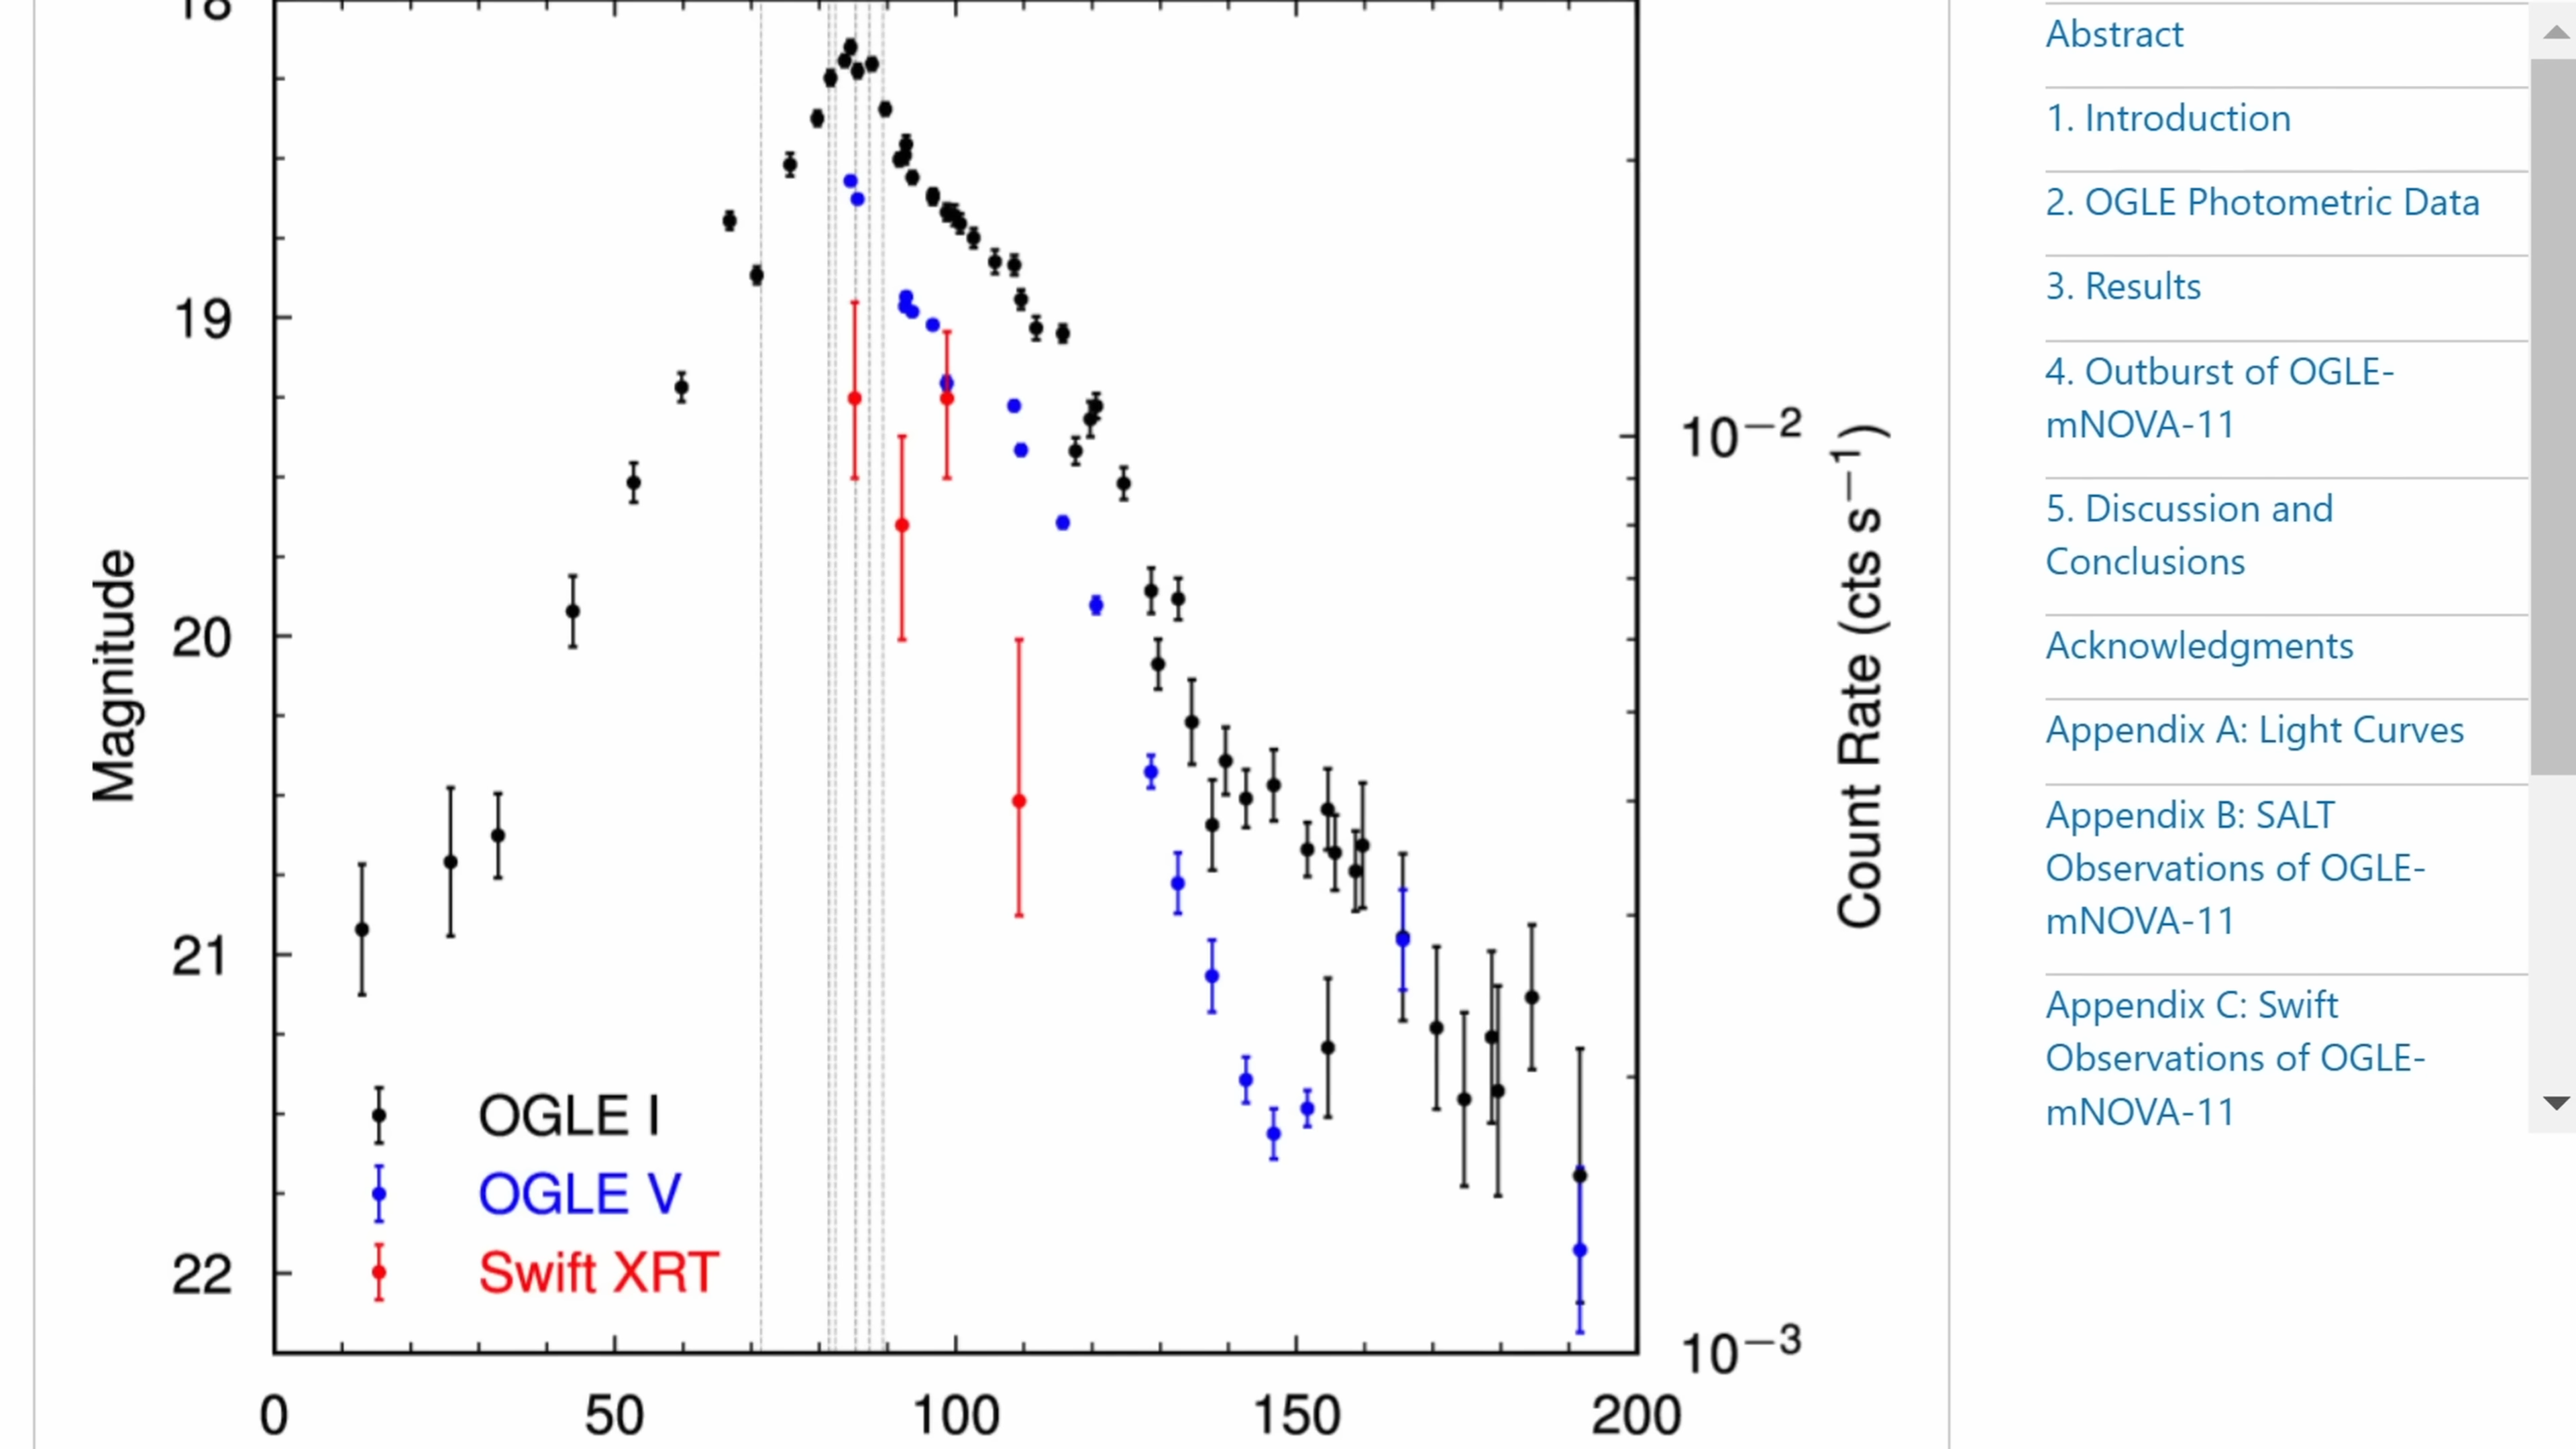 18
19
20
21
22
Magnitude
OGLE I
OGLE V
Swift XRT
0 50 100 150 200
10−2
10−3
Count Rate (cts s−1)
Abstract
1. Introduction
2. OGLE Photometric Data
3. Results
4. Outburst of OGLE-
mNOVA-11
5. Discussion and
Conclusions
Acknowledgments
Appendix A: Light Curves
Appendix B: SALT
Observations of OGLE-
mNOVA-11
Appendix C: Swift
Observations of OGLE-
mNOVA-11